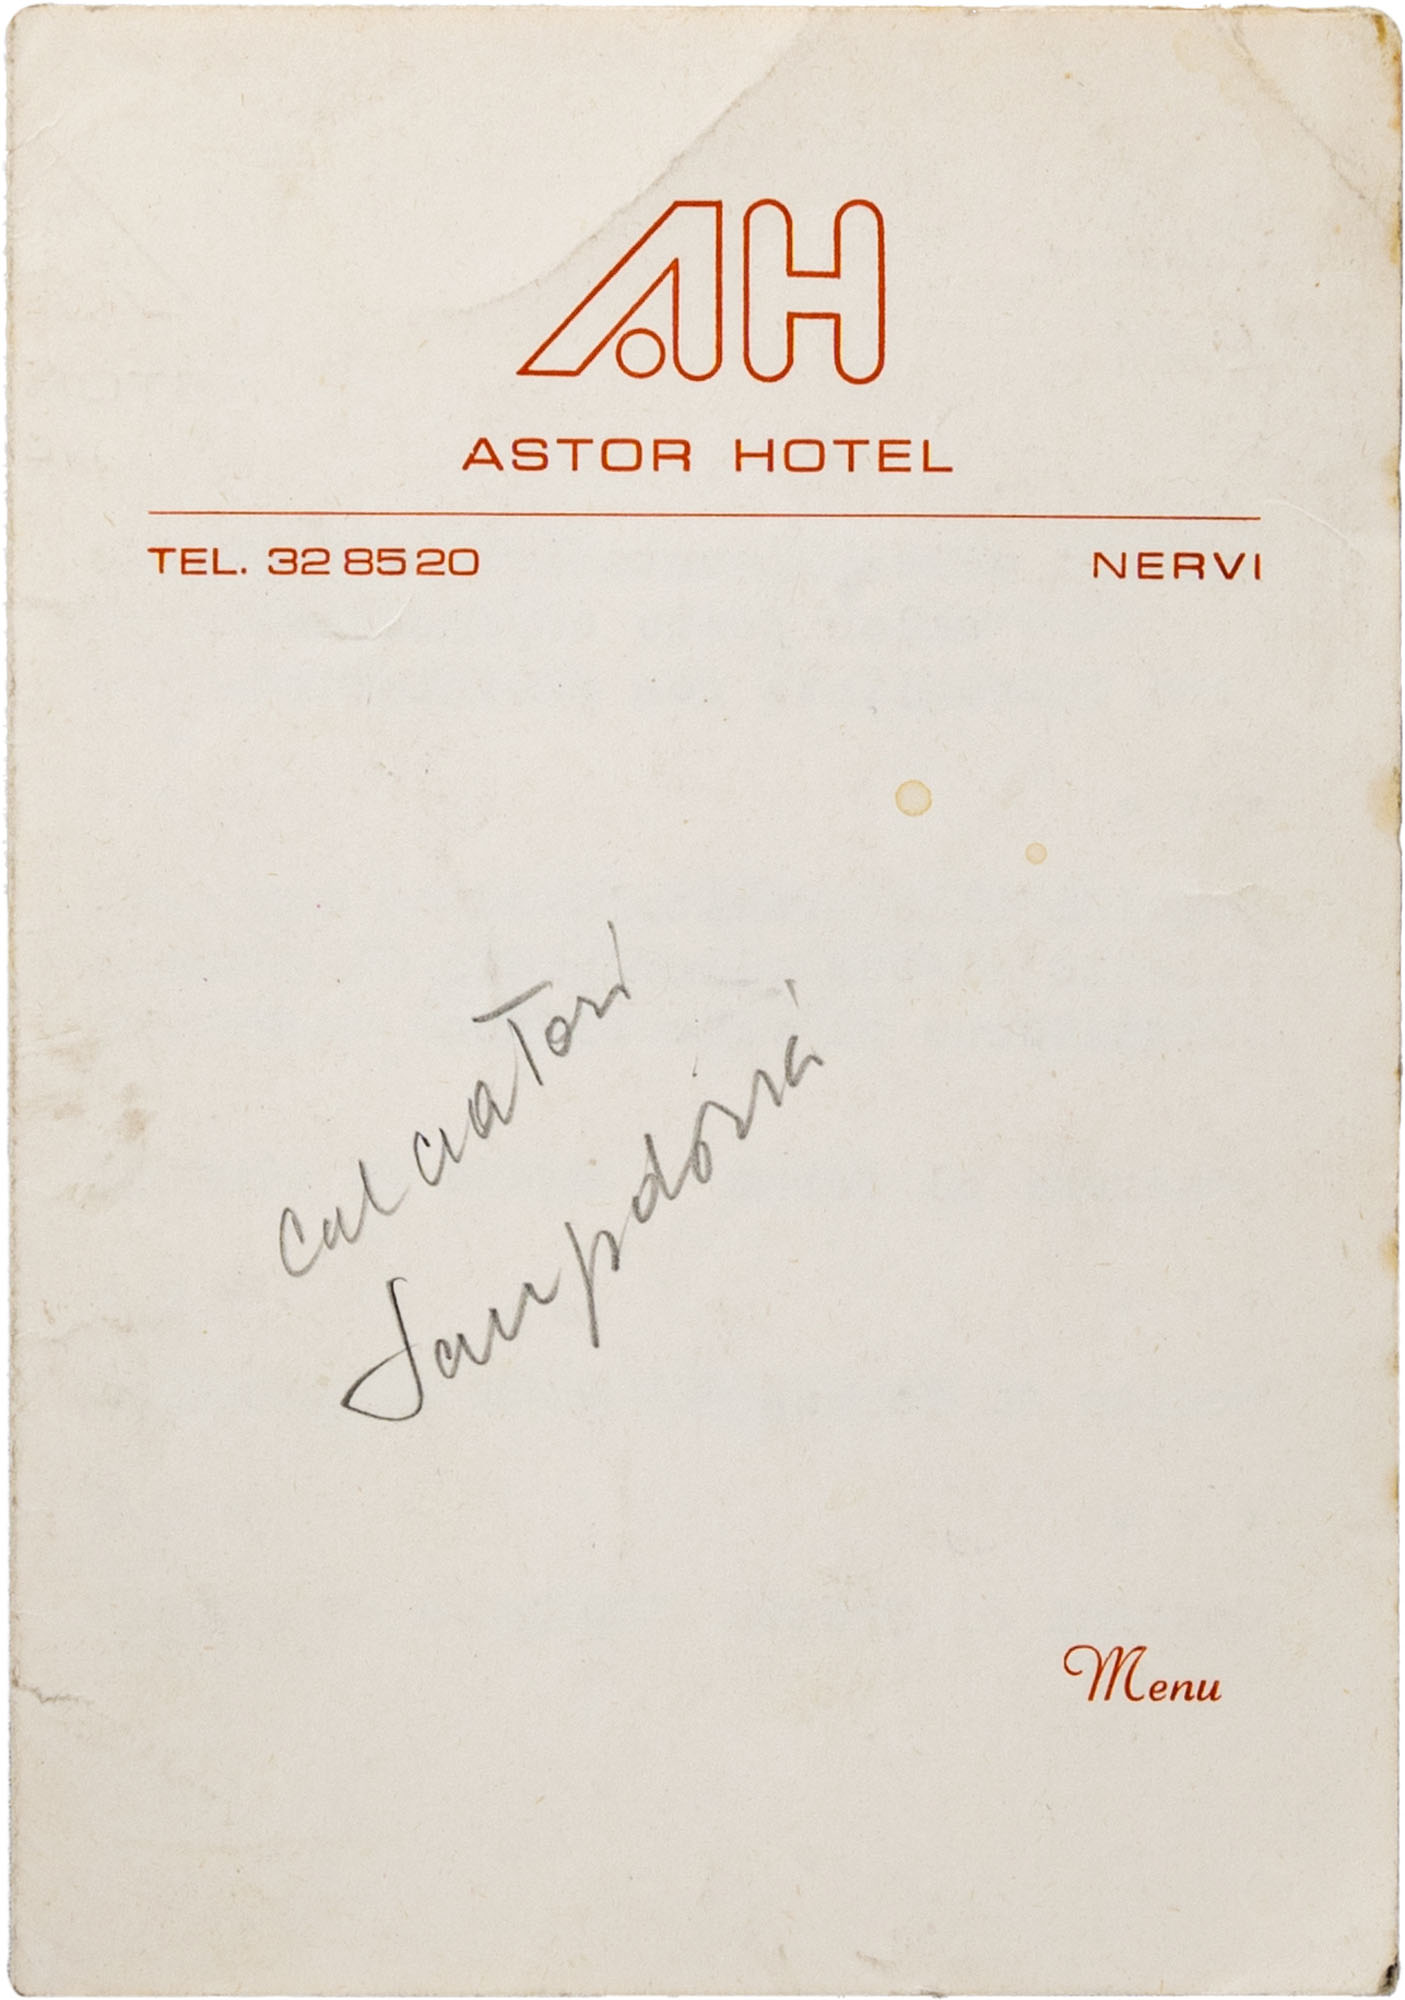 AH
ASTOR HOTEL
TEL. 32 85 20
NERVI
calciatori
Sampdoria
Menu